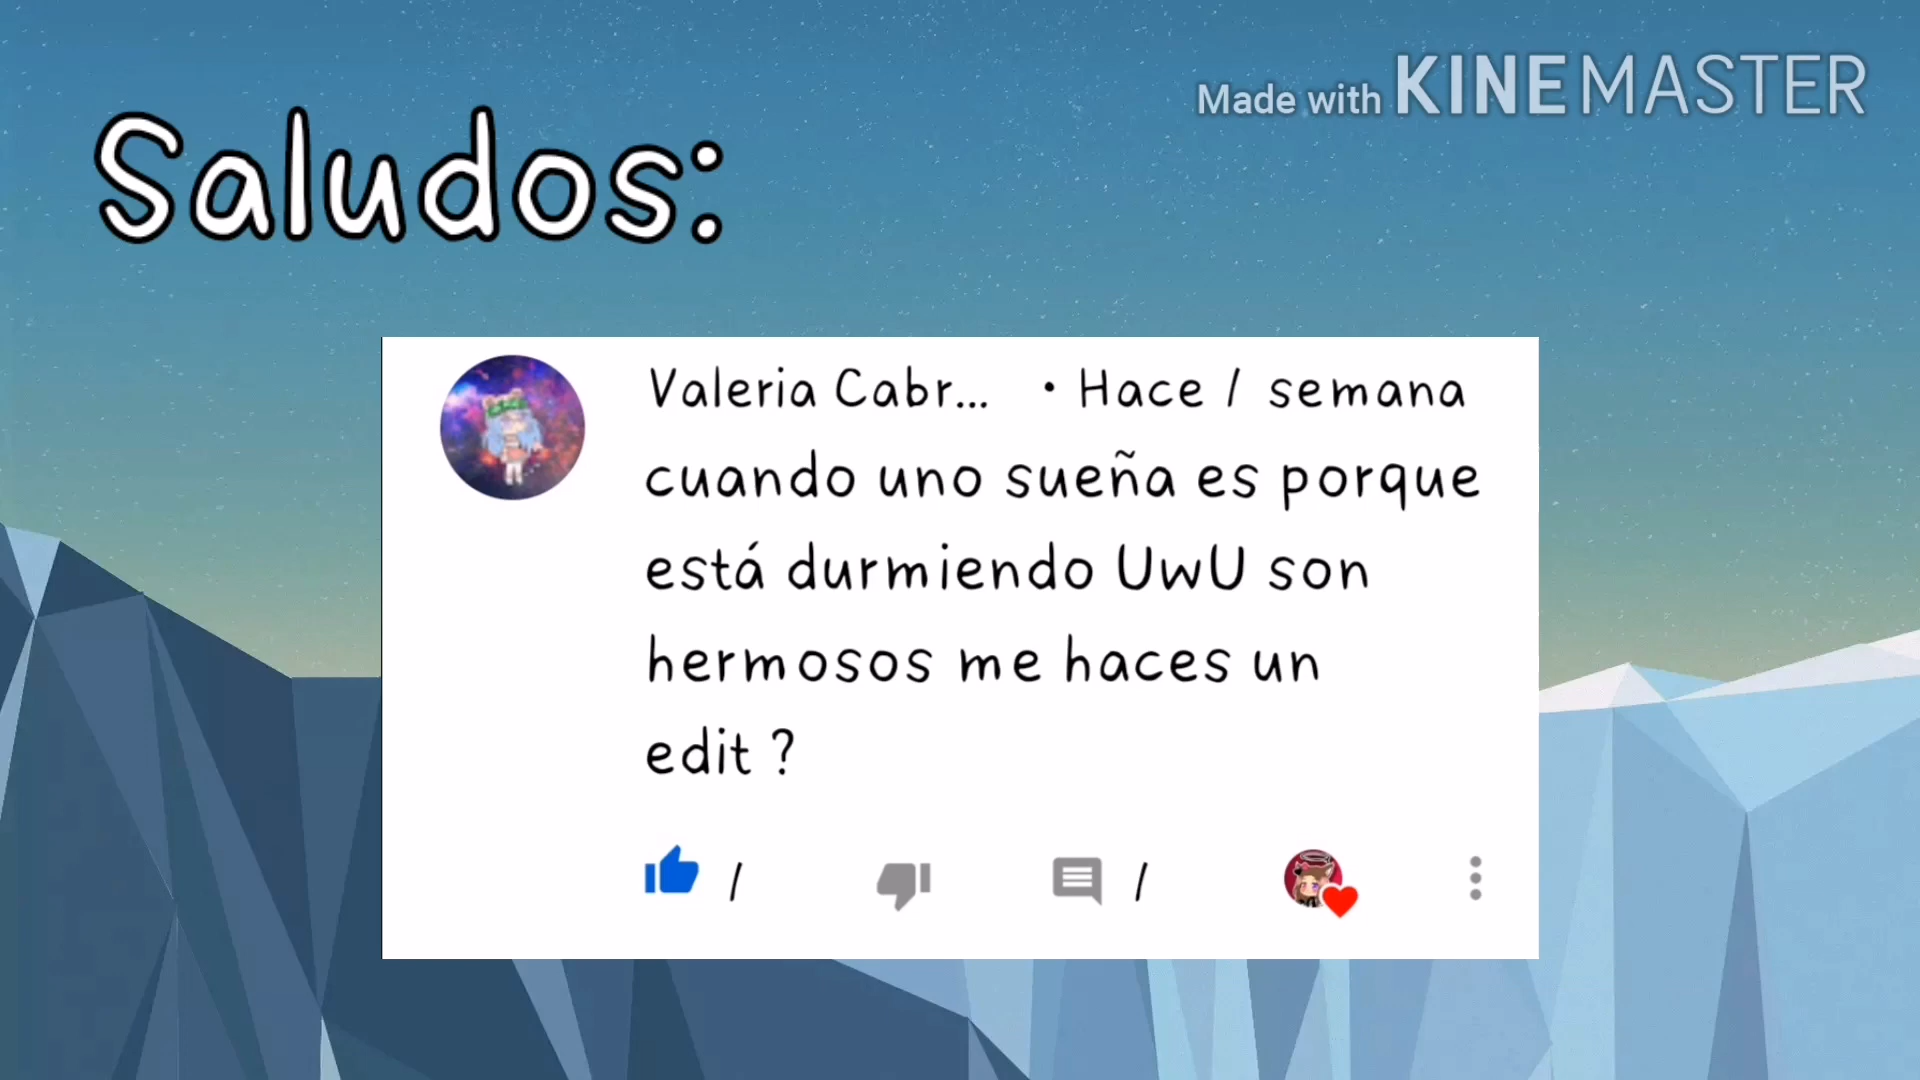 Made with KINEMASTER
Saludos:
Valeria Cabr... • Hace 1 semana
cuando uno sueña es porque
está durmiendo UwU son
hermosos me haces un
edit ?
1 1